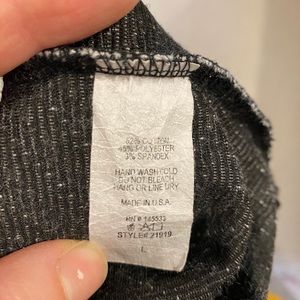 52% COTTON
45% POLYESTER
3% SPANDEX
HAND WASH COLD
DO NOT BLEACH
HANG OR LINE DRY
MADE IN U.S.A
RN # 145533
STYLE# 21919
L